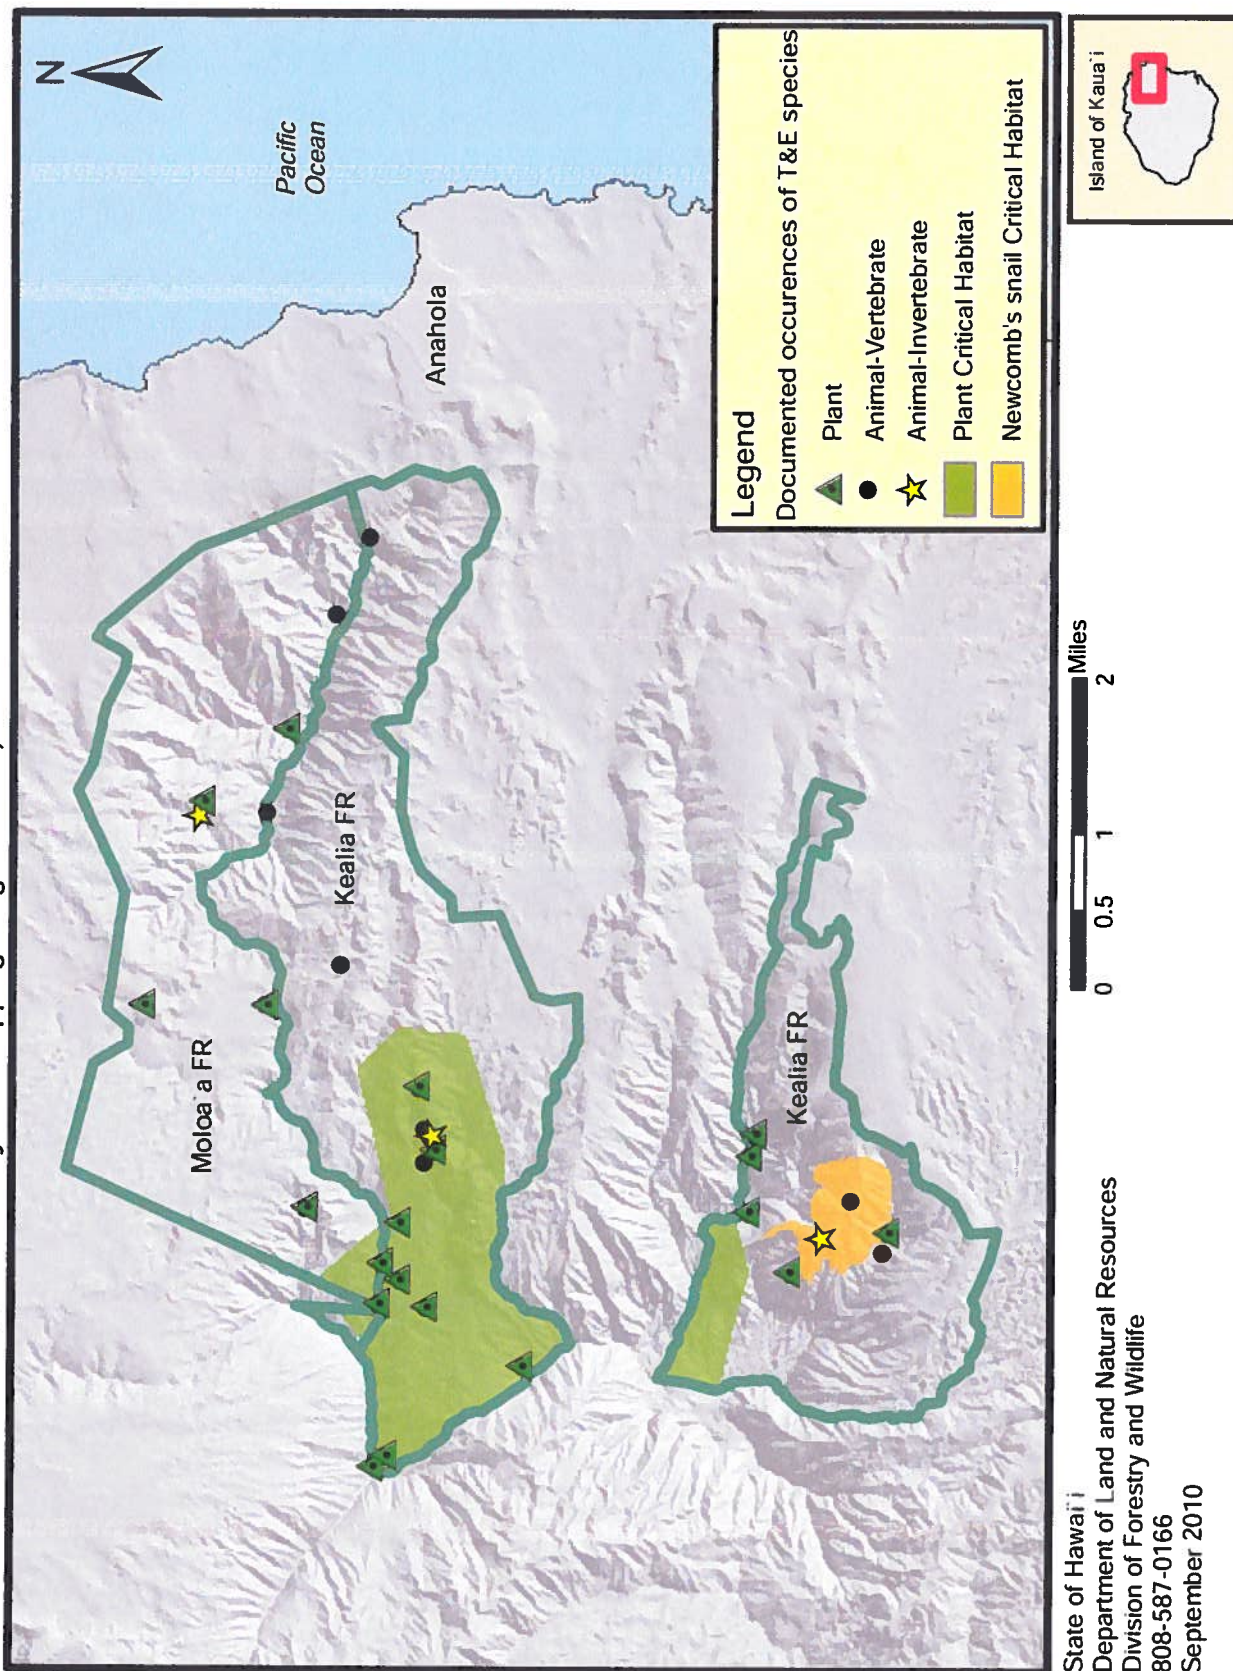 N
Pacific
Ocean
Anahola
Moloa`a FR
Kealia FR
Kealia FR
Legend
Documented occurences of T&E species
Plant
Animal-Vertebrate
Animal-Invertebrate
Plant Critical Habitat
Newcomb's snail Critical Habitat
0 0.5 1 2 Miles
Island of Kaua`i
State of Hawai`i
Department of Land and Natural Resources
Division of Forestry and Wildlife
808-587-0166
September 2010